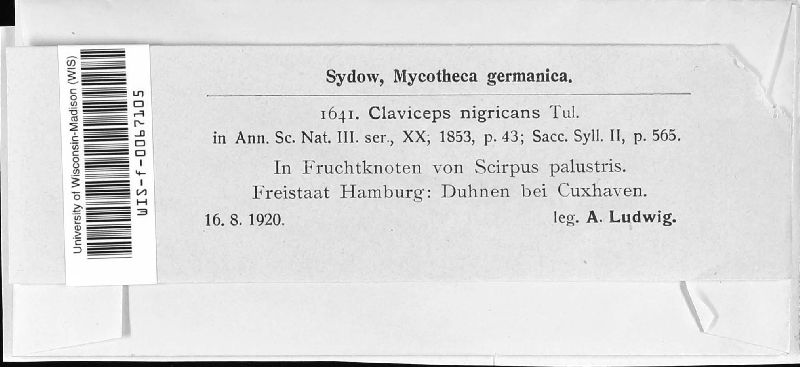 Sydow, Mycotheca germanica.
1641. Claviceps nigricans Tul.
in Ann. Sc. Nat. III. ser., XX; 1853, p. 43; Sacc. Syll. II, p. 565.
In Fruchtknoten von Scirpus palustris.
Freistaat Hamburg: Duhnen bei Cuxhaven.
16. 8. 1920. leg. A. Ludwig.
University of Wisconsin-Madison (WIS)
WIS-f-0067105